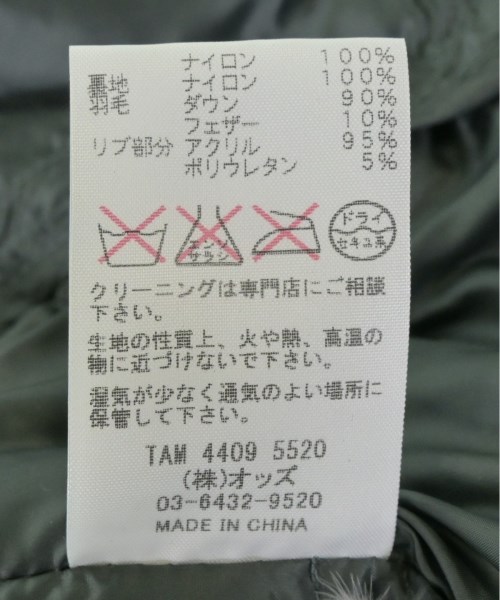 ナイロン 100%
裏地 ナイロン 100%
羽毛 ダウン 90%
フェザー 10%
リブ部分 アクリル 95%
ポリウレタン 5%
エンソ
サラシ
ドライ
セキユ系
クリーニングは専門店にご相談
下さい。
生地の性質上、火や熱、高温の
物に近づけないで下さい。
湿気が少なく通気のよい場所に
保管して下さい。
TAM 4409 5520
(株)オッズ
03-6432-9520
MADE IN CHINA